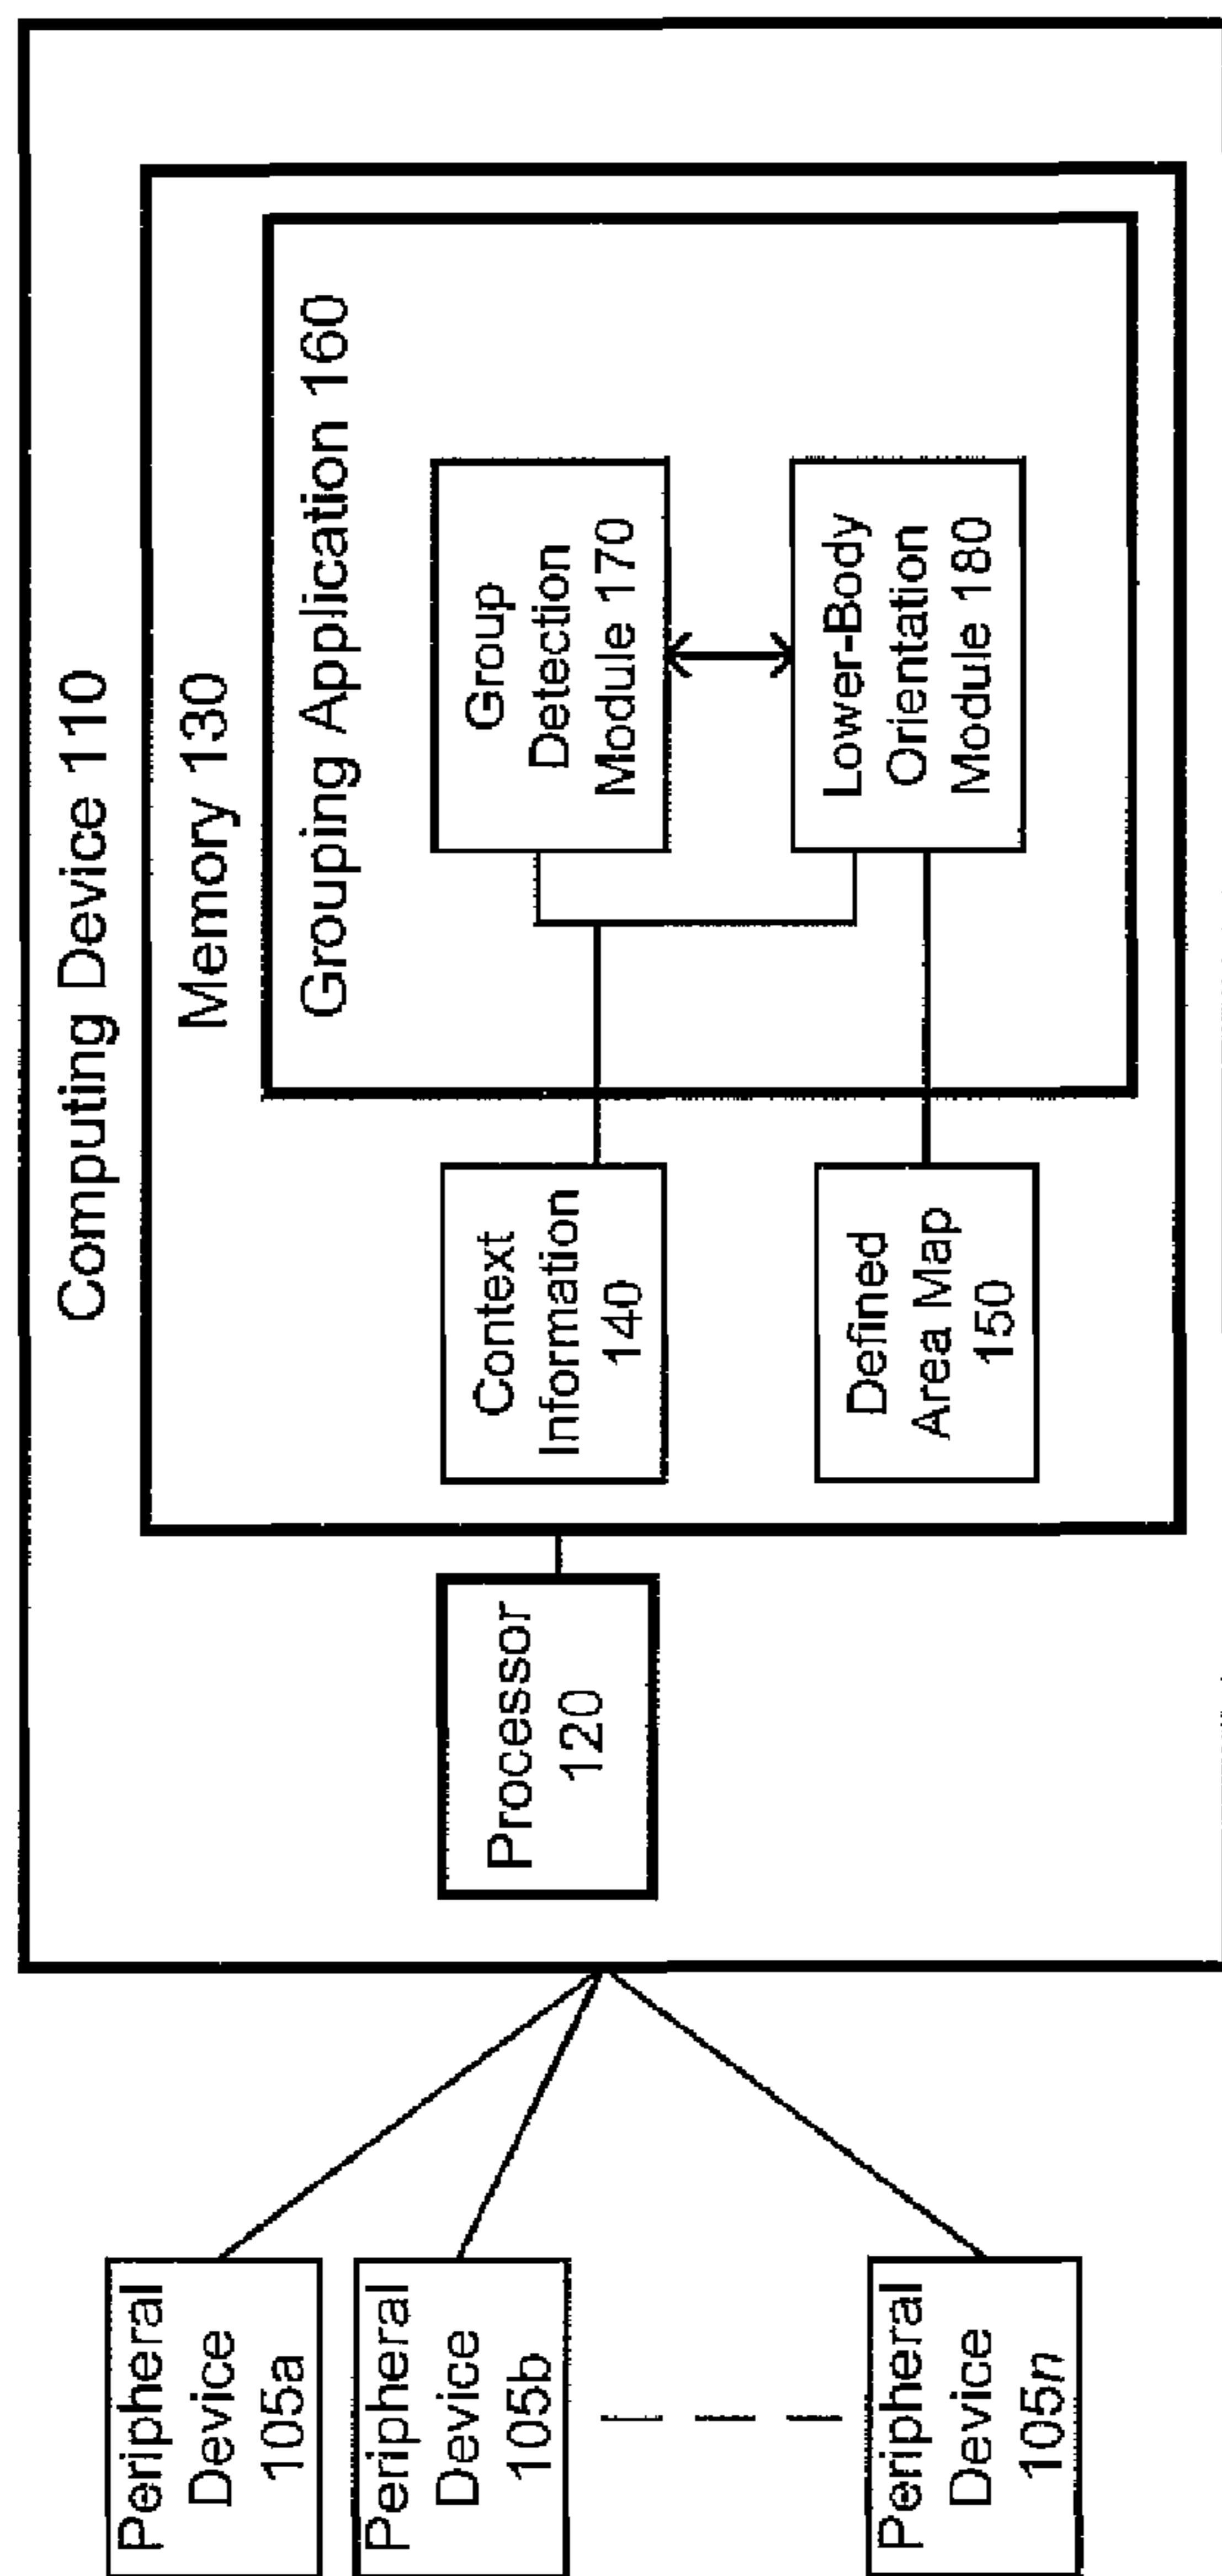 Computing Device 110
Memory 130
Grouping Application 160
Group
Detection
Module 170
Lower-Body
Orientation
Module 180
Context
Information
140
Defined
Area Map
150
Processor
120
Peripheral
Device
105a
Peripheral
Device
105b
Peripheral
Device
105n